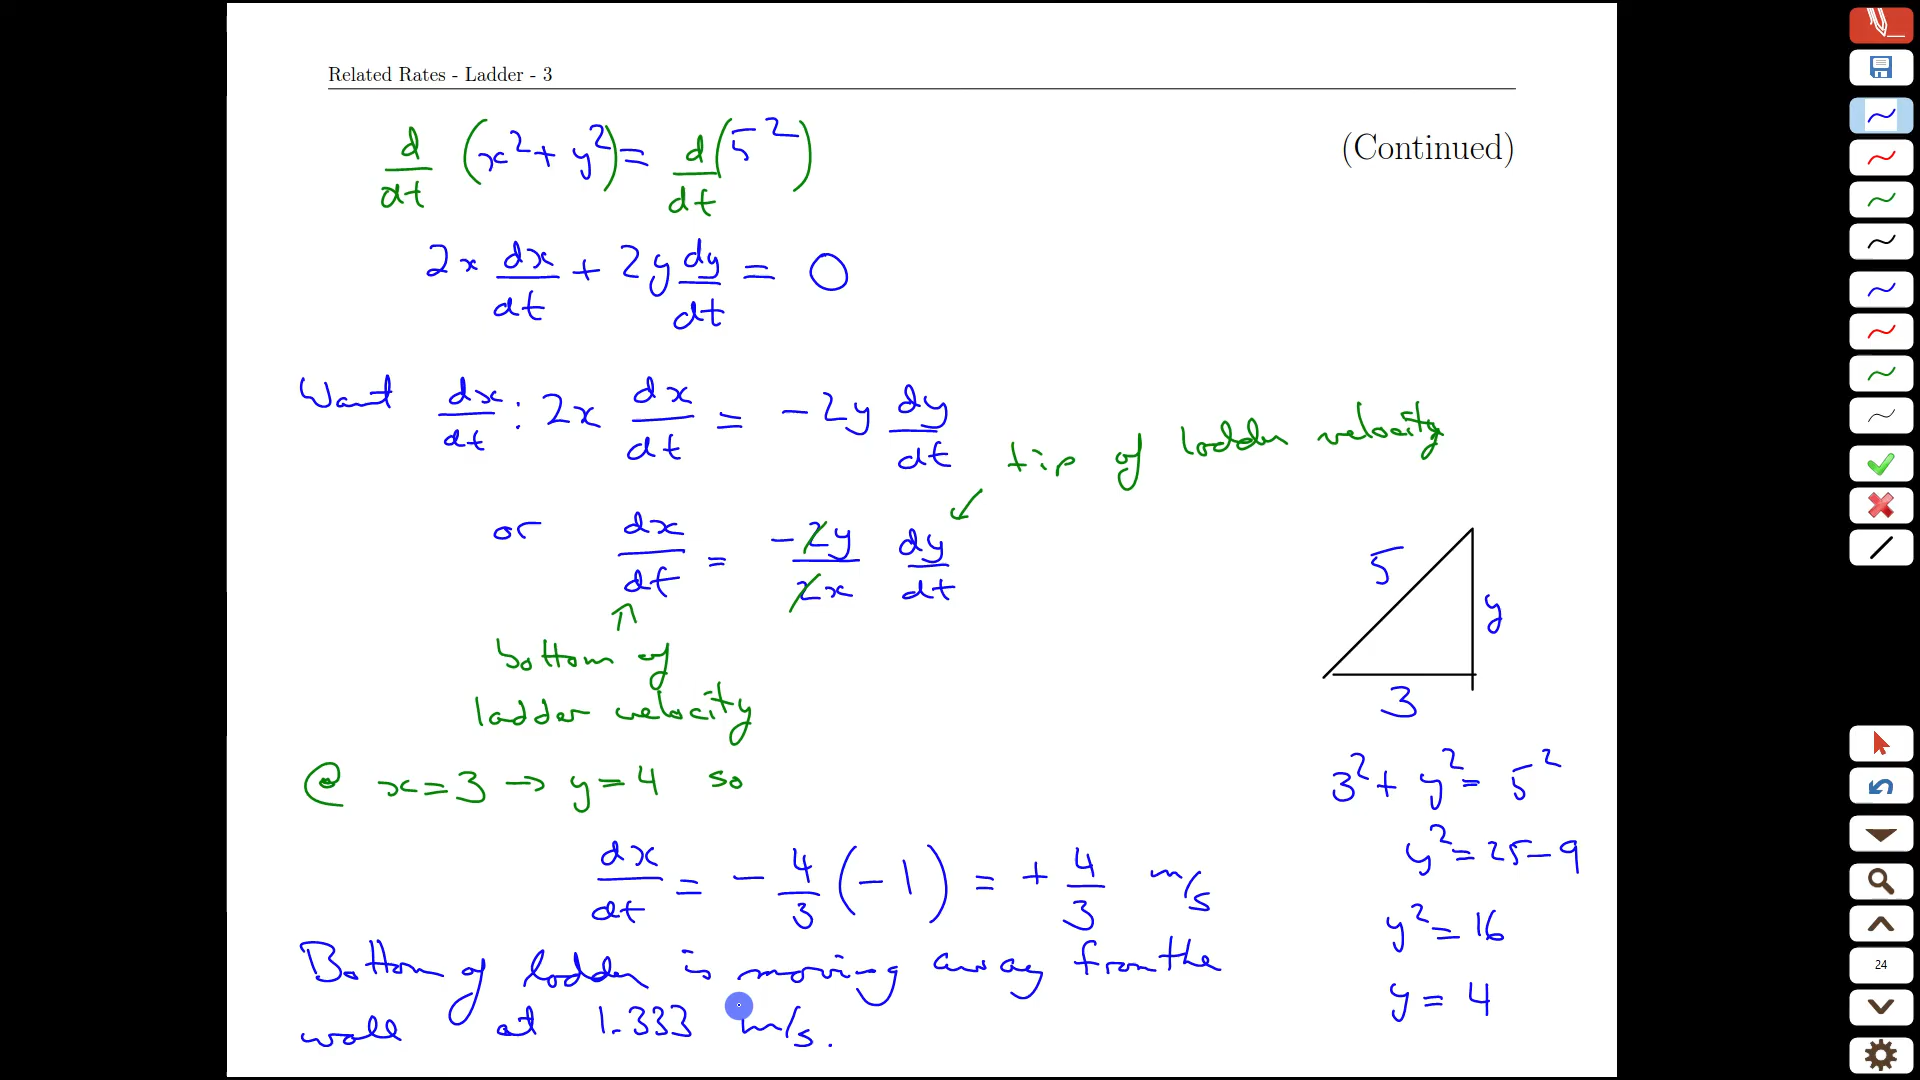 Related Rates - Ladder - 3
(Continued)
d/dt (x² + y²) = d/dt (5²)
2x dx/dt + 2y dy/dt = 0
Want dx/dt : 2x dx/dt = -2y dy/dt
tip of ladder velocity
or dx/dt = -2y/2x dy/dt
bottom of
ladder velocity
5
y
3
@ x = 3 → y = 4 so
dx/dt = - 4/3 (-1) = + 4/3 m/s
Bottom of ladder is moving away from the
wall at 1.333 m/s.
3² + y² = 5²
y² = 25 - 9
y² = 16
y = 4
24